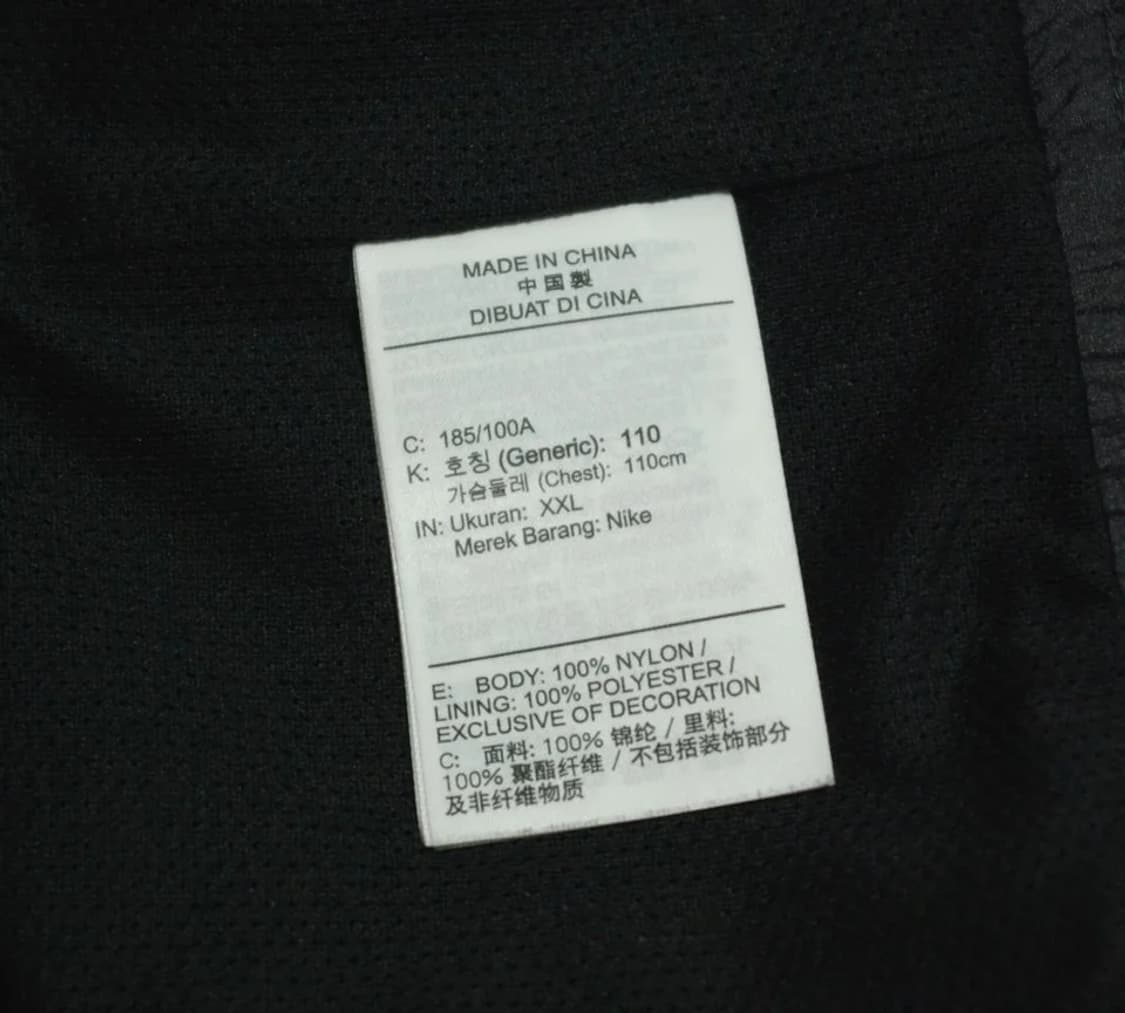 MADE IN CHINA
中国製
DIBUAT DI CINA
C: 185/100A
K: 호칭 (Generic): 110
가슴둘레 (Chest): 110cm
IN: Ukuran: XXL
Merek Barang: Nike
E: BODY: 100% NYLON /
LINING: 100% POLYESTER /
EXCLUSIVE OF DECORATION
C: 面料: 100% 锦纶 / 里料:
100% 聚酯纤维 / 不包括装饰部分
及非纤维物质